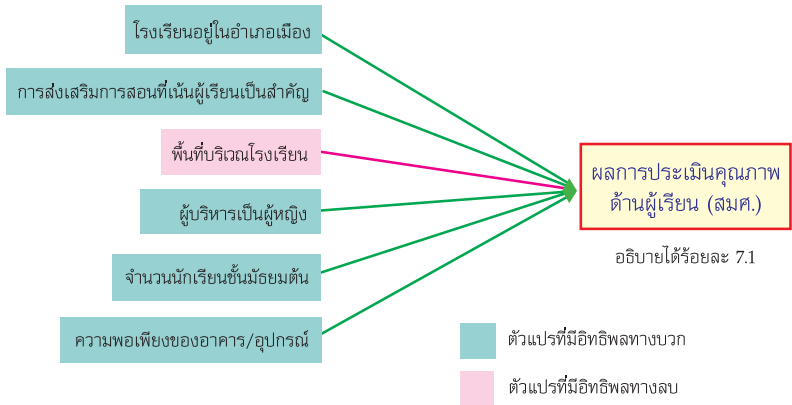 โรงเรียนอยู่ในอำเภอเมือง
การส่งเสริมการสอนที่เน้นผู้เรียนเป็นสำคัญ
พื้นที่บริเวณโรงเรียน
ผู้บริหารเป็นผู้หญิง
จำนวนนักเรียนชั้นมัธยมต้น
ความพอเพียงของอาคาร/อุปกรณ์
ผลการประเมินคุณภาพ
ด้านผู้เรียน (สมศ.)
อธิบายได้ร้อยละ 7.1
ตัวแปรที่มีอิทธิพลทางบวก
ตัวแปรที่มีอิทธิพลทางลบ